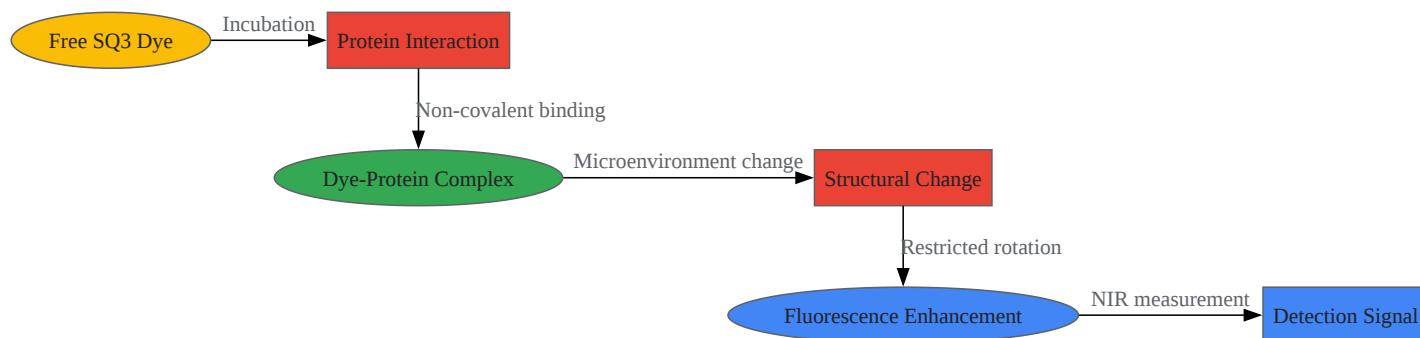 Free SQ3 Dye
Incubation
Protein Interaction
Non-covalent binding
Dye-Protein Complex
Microenvironment change
Structural Change
Restricted rotation
Fluorescence Enhancement
NIR measurement
Detection Signal